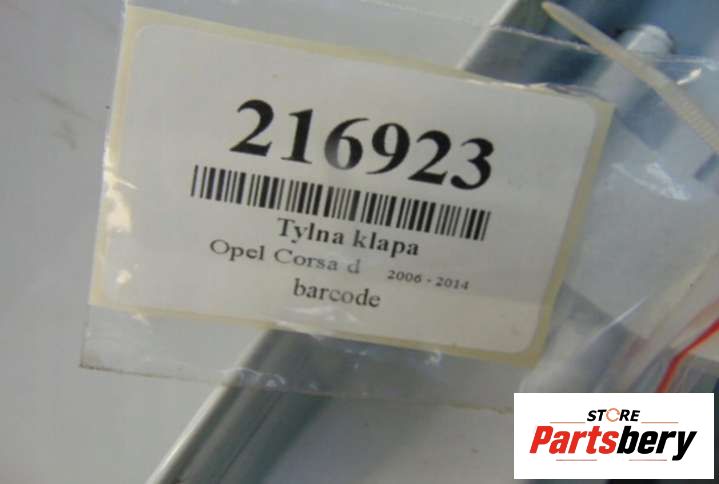 216923
Tylna klapa
Opel Corsa d 2006 - 2014
barcode
STORE
Partsbery